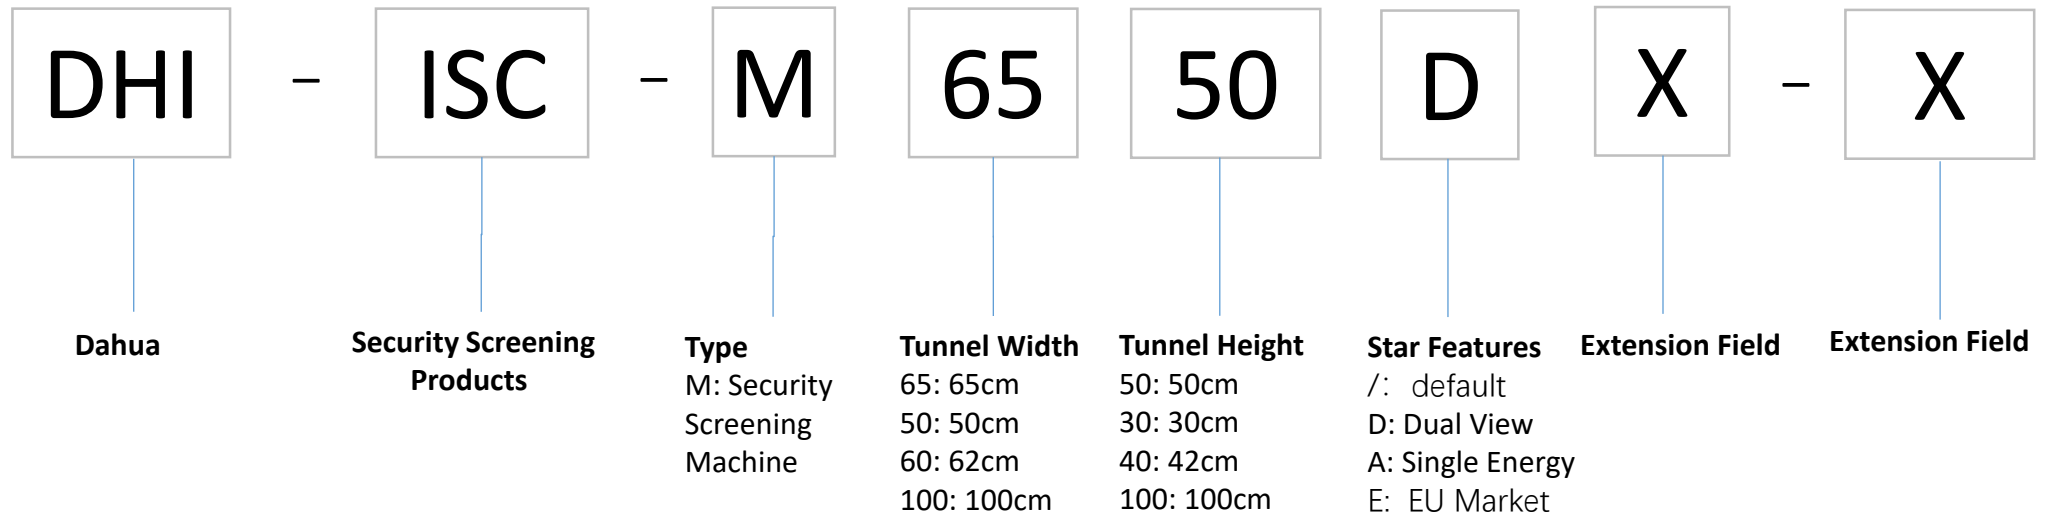 DHI - ISC - M 65 50 D X - X
Dahua
Security Screening
Products
Type
M: Security
Screening
Machine
Tunnel Width
65: 65cm
50: 50cm
60: 62cm
100: 100cm
Tunnel Height
50: 50cm
30: 30cm
40: 42cm
100: 100cm
Star Features
/: default
D: Dual View
A: Single Energy
E: EU Market
Extension Field
Extension Field